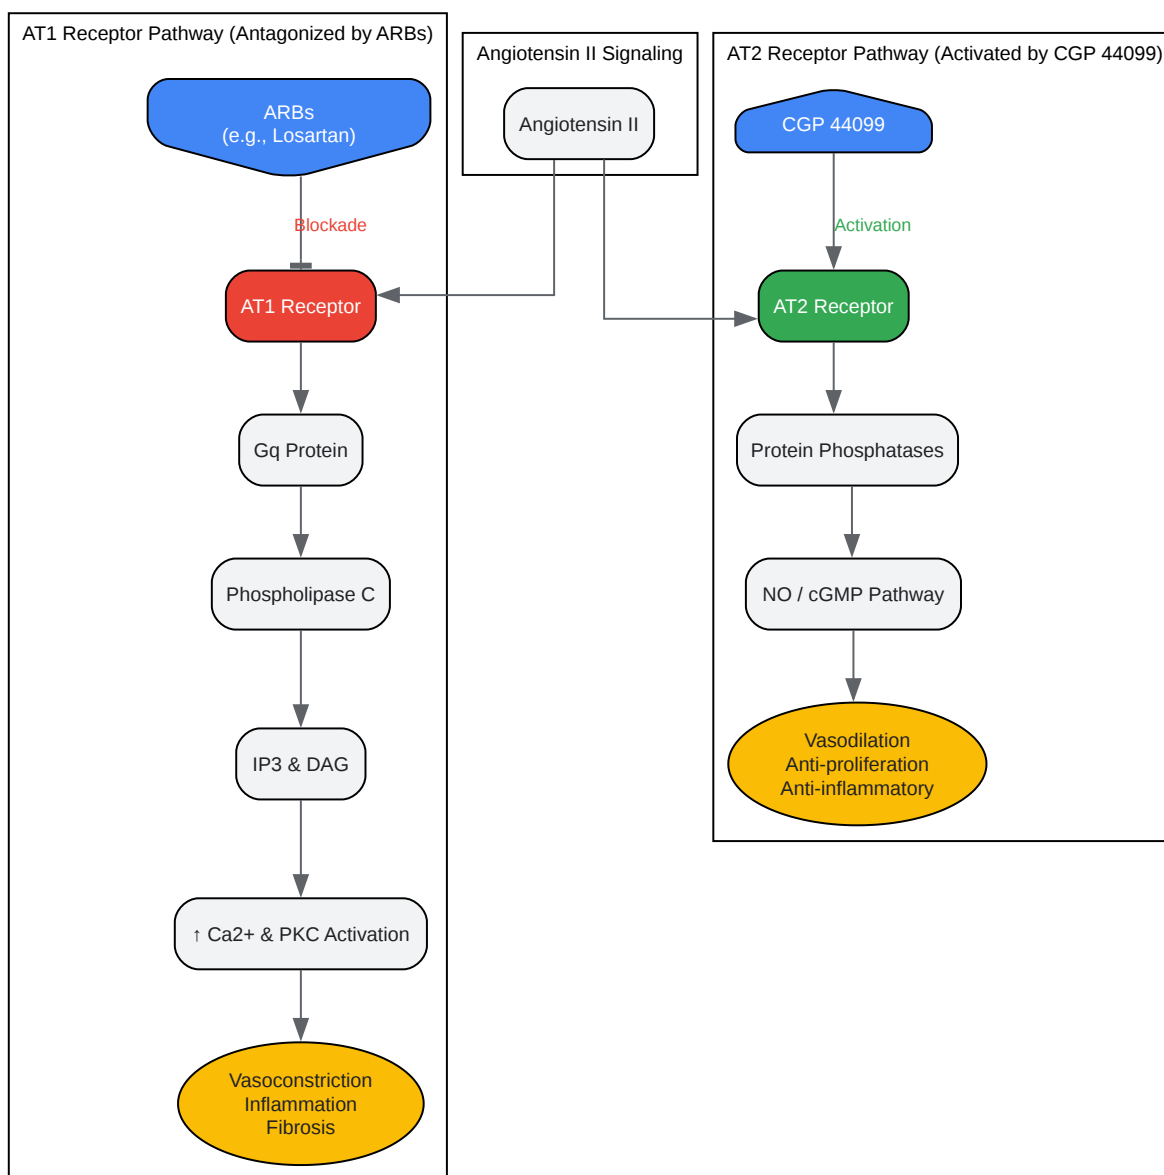 AT1 Receptor Pathway (Antagonized by ARBs)
ARBs
(e.g., Losartan)
Blockade
AT1 Receptor
Gq Protein
Phospholipase C
IP3 & DAG
↑ Ca2+ & PKC Activation
Vasoconstriction
Inflammation
Fibrosis
Angiotensin II Signaling
Angiotensin II
AT2 Receptor Pathway (Activated by CGP 44099)
CGP 44099
Activation
AT2 Receptor
Protein Phosphatases
NO / cGMP Pathway
Vasodilation
Anti-proliferation
Anti-inflammatory